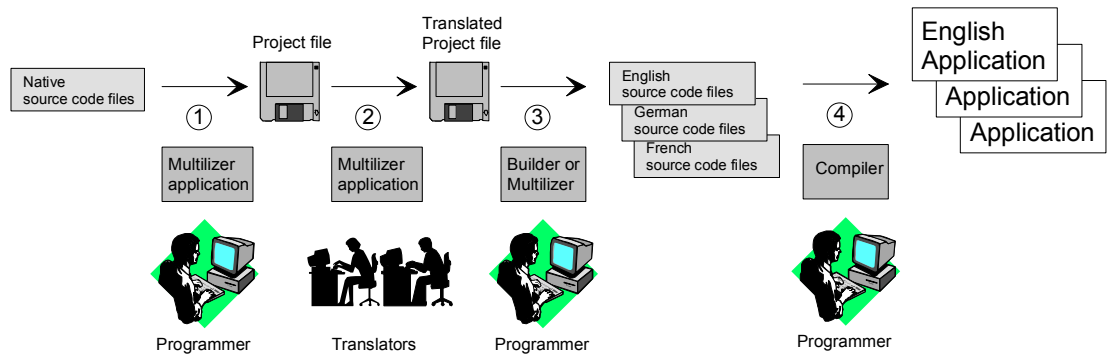 Native
source code files
1
Multilizer
application
Programmer
Project file
2
Multilizer
application
Translators
Translated
Project file
3
Builder or
Multilizer
Programmer
English
source code files
German
source code files
French
source code files
4
Compiler
Programmer
English
Application
Application
Application